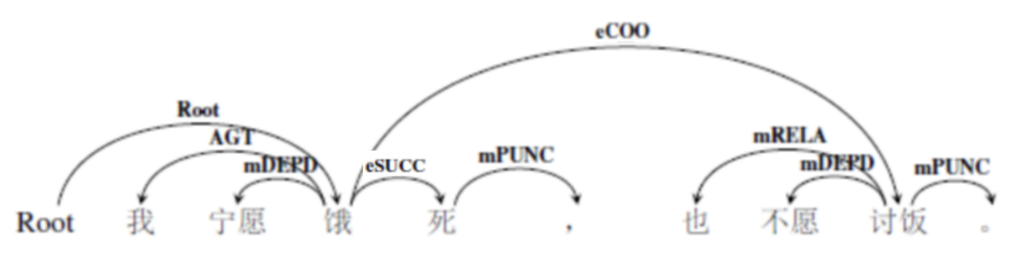 eCOO
Root
AGT
mRELA
mDEPD eSUCC mPUNC mDEPD mPUNC
Root 我 宁愿 饿 死 , 也 不愿 讨饭 。